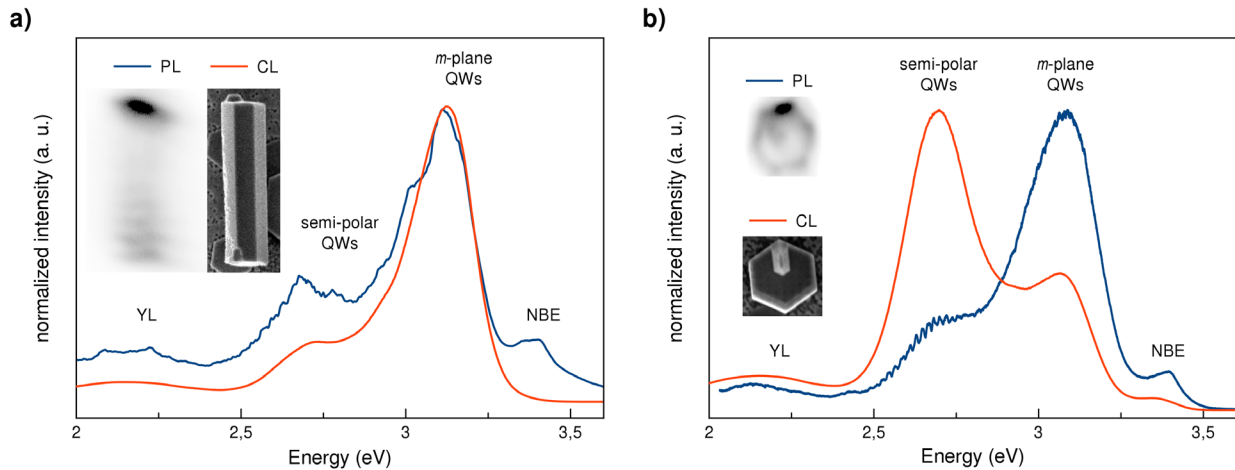 a)
PL
CL
m-plane
QWs
semi-polar
QWs
YL
NBE
normalized intensity (a. u.)
2
2,5
3
3,5
Energy (eV)
b)
PL
semi-polar
QWs
m-plane
QWs
CL
YL
NBE
normalized intensity (a. u.)
2
2,5
3
3,5
Energy (eV)